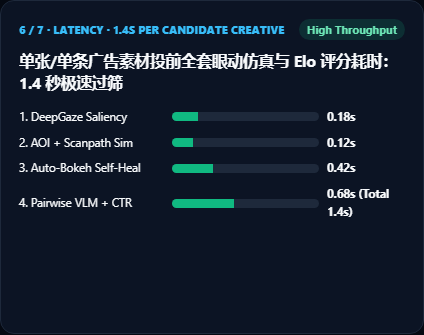 6 / 7 · LATENCY · 1.4S PER CANDIDATE CREATIVE
High Throughput
单张/单条广告素材投前全套眼动仿真与 Elo 评分耗时：
1.4 秒极速过筛
1. DeepGaze Saliency 0.18s
2. AOI + Scanpath Sim 0.12s
3. Auto-Bokeh Self-Heal 0.42s
4. Pairwise VLM + CTR 0.68s (Total
1.4s)